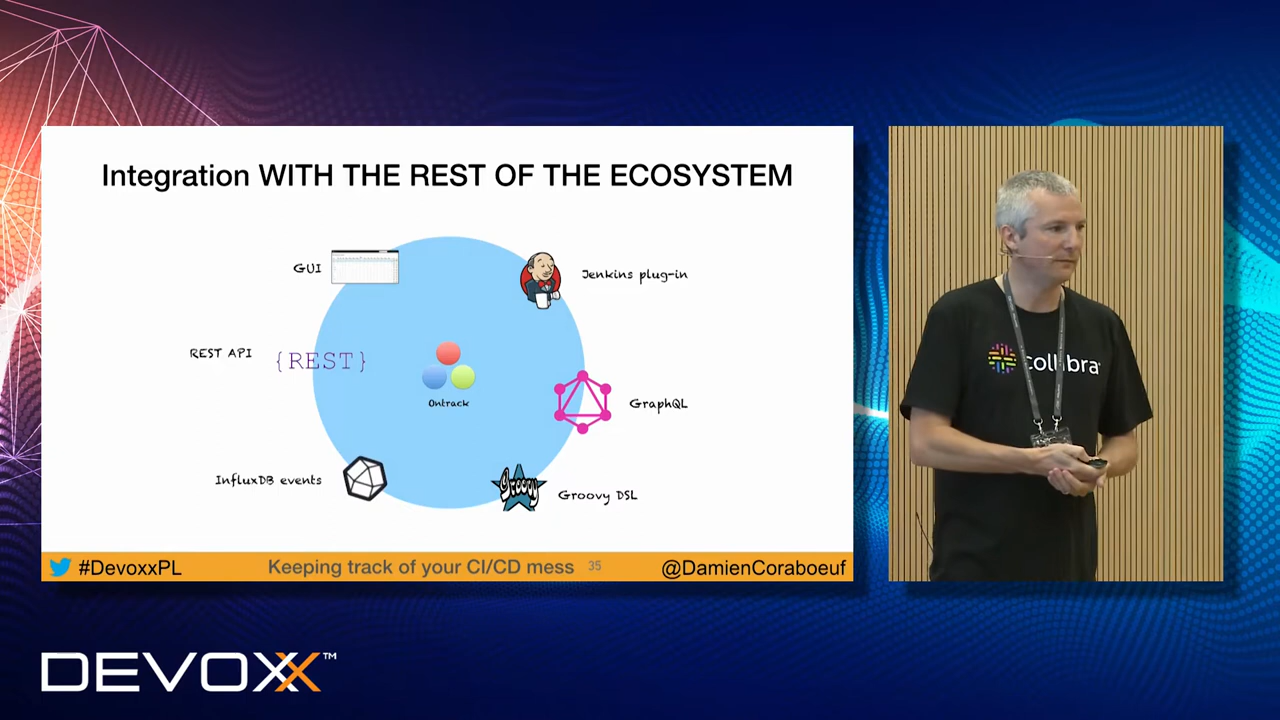 Integration WITH THE REST OF THE ECOSYSTEM
GUI
Jenkins plug-in
REST API
{REST}
Ontrack
GraphQL
InfluxDB events
Groovy
Groovy DSL
#DevoxxPL
Keeping track of your CI/CD mess
35
@DamienCoraboeuf
collibra
DEVOXX™